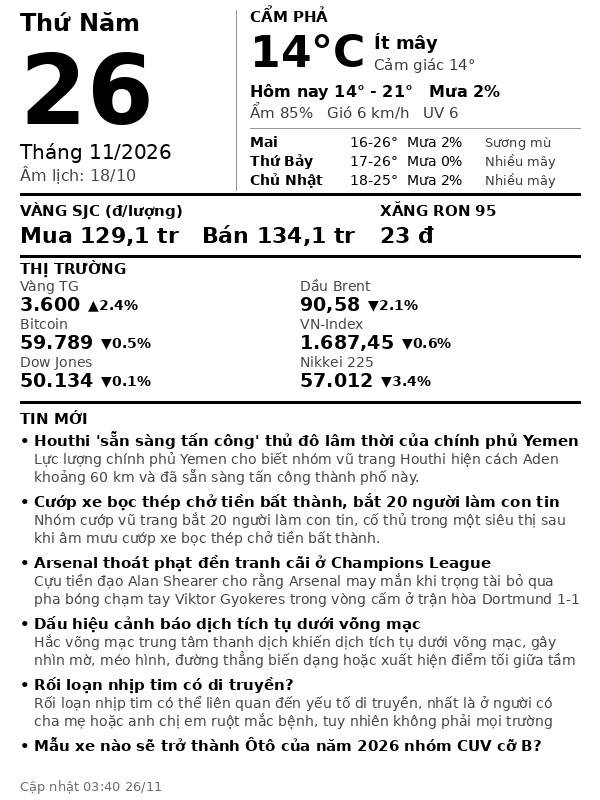 Thứ Năm
26
Tháng 11/2026
Âm lịch: 18/10
CẨM PHẢ
14°C Ít mây
Cảm giác 14°
Hôm nay 14° - 21° Mưa 2%
Ẩm 85% Gió 6 km/h UV 6
Mai 16-26° Mưa 2% Sương mù
Thứ Bảy 17-26° Mưa 0% Nhiều mây
Chủ Nhật 18-25° Mưa 2% Nhiều mây
VÀNG SJC (đ/lượng)
Mua 129,1 tr Bán 134,1 tr
XĂNG RON 95
23 đ
THỊ TRƯỜNG
Vàng TG
3.600 ▲2.4%
Dầu Brent
90,58 ▼2.1%
Bitcoin
59.789 ▼0.5%
VN-Index
1.687,45 ▼0.6%
Dow Jones
50.134 ▼0.1%
Nikkei 225
57.012 ▼3.4%
TIN MỚI
• Houthi 'sẵn sàng tấn công' thủ đô lâm thời của chính phủ Yemen
Lực lượng chính phủ Yemen cho biết nhóm vũ trang Houthi hiện cách Aden
khoảng 60 km và đã sẵn sàng tấn công thành phố này.
• Cướp xe bọc thép chở tiền bất thành, bắt 20 người làm con tin
Nhóm cướp vũ trang bắt 20 người làm con tin, cố thủ trong một siêu thị sau
khi âm mưu cướp xe bọc thép chở tiền bất thành.
• Arsenal thoát phạt đền tranh cãi ở Champions League
Cựu tiền đạo Alan Shearer cho rằng Arsenal may mắn khi trọng tài bỏ qua
pha bóng chạm tay Viktor Gyokeres trong vòng cấm ở trận hòa Dortmund 1-1
• Dấu hiệu cảnh báo dịch tích tụ dưới võng mạc
Hắc võng mạc trung tâm thanh dịch khiến dịch tích tụ dưới võng mạc, gây
nhìn mờ, méo hình, đường thẳng biến dạng hoặc xuất hiện điểm tối giữa tầm
• Rối loạn nhịp tim có di truyền?
Rối loạn nhịp tim có thể liên quan đến yếu tố di truyền, nhất là ở người có
cha mẹ hoặc anh chị em ruột mắc bệnh, tuy nhiên không phải mọi trường
• Mẫu xe nào sẽ trở thành Ôtô của năm 2026 nhóm CUV cỡ B?
Cập nhật 03:40 26/11